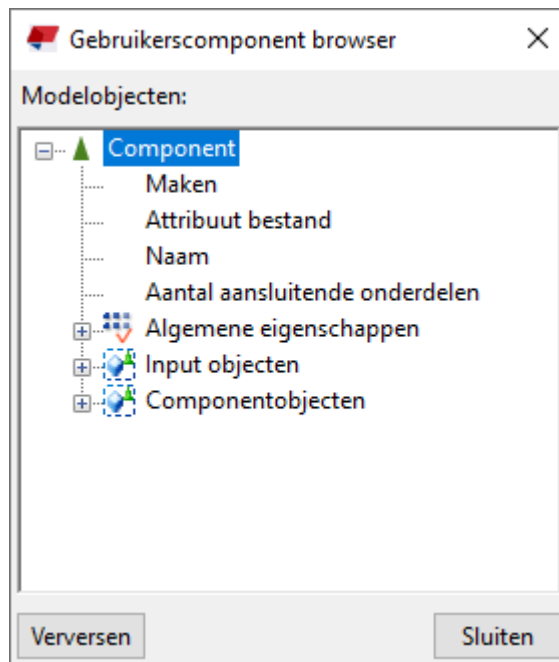 Gebruikerscomponent browser
Modelobjecten:
Component
Maken
Attribuut bestand
Naam
Aantal aansluitende onderdelen
Algemene eigenschappen
Input objecten
Componentobjecten
Verversen Sluiten